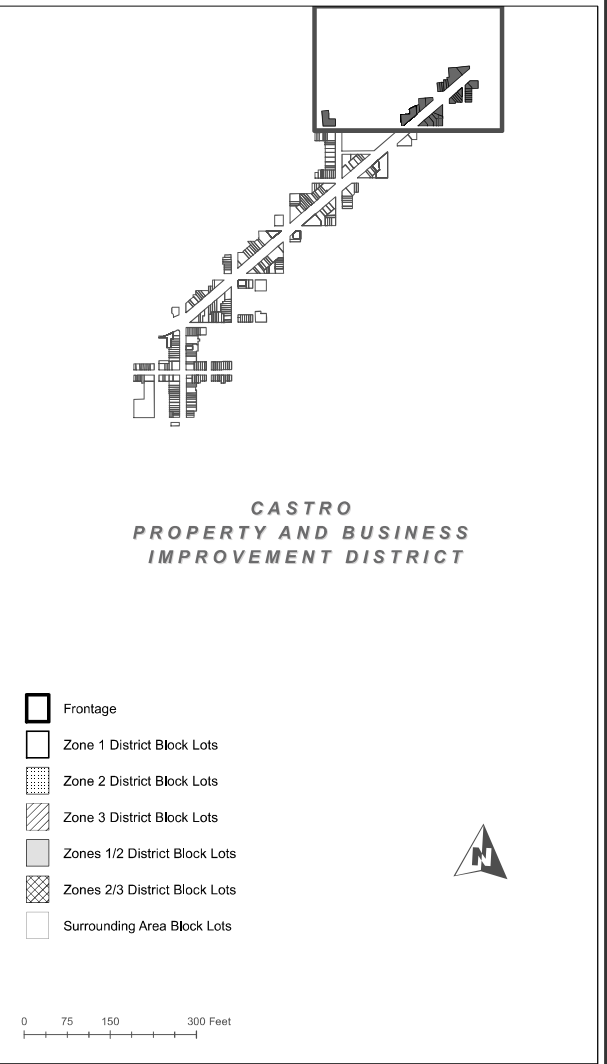 CASTRO
PROPERTY AND BUSINESS
IMPROVEMENT DISTRICT
Frontage
Zone 1 District Block Lots
Zone 2 District Block Lots
Zone 3 District Block Lots
Zones 1/2 District Block Lots
Zones 2/3 District Block Lots
Surrounding Area Block Lots
N
0 75 150 300 Feet